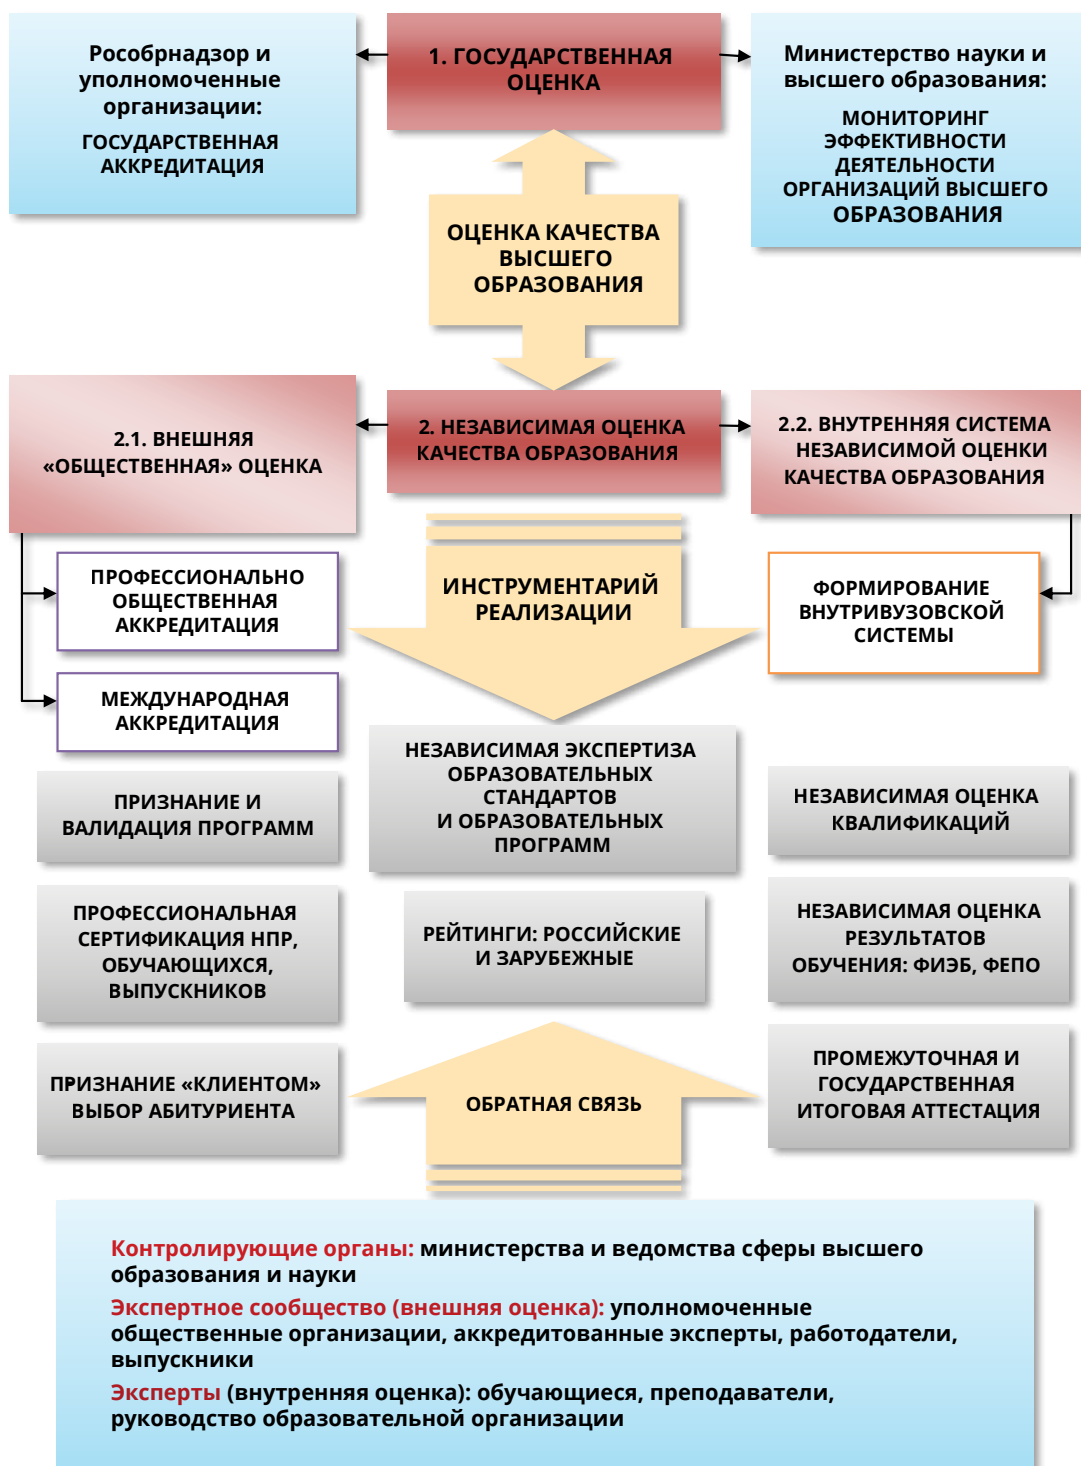 Рособрнадзор и
уполномоченные
организации:
ГОСУДАРСТВЕННАЯ
АККРЕДИТАЦИЯ
1. ГОСУДАРСТВЕННАЯ
ОЦЕНКА
Министерство науки и
высшего образования:
МОНИТОРИНГ
ЭФФЕКТИВНОСТИ
ДЕЯТЕЛЬНОСТИ
ОРГАНИЗАЦИЙ ВЫСШЕГО
ОБРАЗОВАНИЯ
ОЦЕНКА КАЧЕСТВА
ВЫСШЕГО
ОБРАЗОВАНИЯ
2.1. ВНЕШНЯЯ
«ОБЩЕСТВЕННАЯ» ОЦЕНКА
2. НЕЗАВИСИМАЯ ОЦЕНКА
КАЧЕСТВА ОБРАЗОВАНИЯ
2.2. ВНУТРЕННЯЯ СИСТЕМА
НЕЗАВИСИМОЙ ОЦЕНКИ
КАЧЕСТВА ОБРАЗОВАНИЯ
ПРОФЕССИОНАЛЬНО
ОБЩЕСТВЕННАЯ
АККРЕДИТАЦИЯ
МЕЖДУНАРОДНАЯ
АККРЕДИТАЦИЯ
ИНСТРУМЕНТАРИЙ
РЕАЛИЗАЦИИ
ФОРМИРОВАНИЕ
ВНУТРИВУЗОВСКОЙ
СИСТЕМЫ
ПРИЗНАНИЕ И
ВАЛИДАЦИЯ ПРОГРАММ
НЕЗАВИСИМАЯ ЭКСПЕРТИЗА
ОБРАЗОВАТЕЛЬНЫХ
СТАНДАРТОВ
И ОБРАЗОВАТЕЛЬНЫХ
ПРОГРАММ
НЕЗАВИСИМАЯ ОЦЕНКА
КВАЛИФИКАЦИЙ
ПРОФЕССИОНАЛЬНАЯ
СЕРТИФИКАЦИЯ НПР,
ОБУЧАЮЩИХСЯ,
ВЫПУСКНИКОВ
РЕЙТИНГИ: РОССИЙСКИЕ
И ЗАРУБЕЖНЫЕ
НЕЗАВИСИМАЯ ОЦЕНКА
РЕЗУЛЬТАТОВ
ОБУЧЕНИЯ: ФИЭБ, ФЕПО
ПРИЗНАНИЕ «КЛИЕНТОМ»
ВЫБОР АБИТУРИЕНТА
ОБРАТНАЯ СВЯЗЬ
ПРОМЕЖУТОЧНАЯ И
ГОСУДАРСТВЕННАЯ
ИТОГОВАЯ АТТЕСТАЦИЯ
Контролирующие органы: министерства и ведомства сферы высшего
образования и науки
Экспертное сообщество (внешняя оценка): уполномоченные
общественные организации, аккредитованные эксперты, работодатели,
выпускники
Эксперты (внутренняя оценка): обучающиеся, преподаватели,
руководство образовательной организации